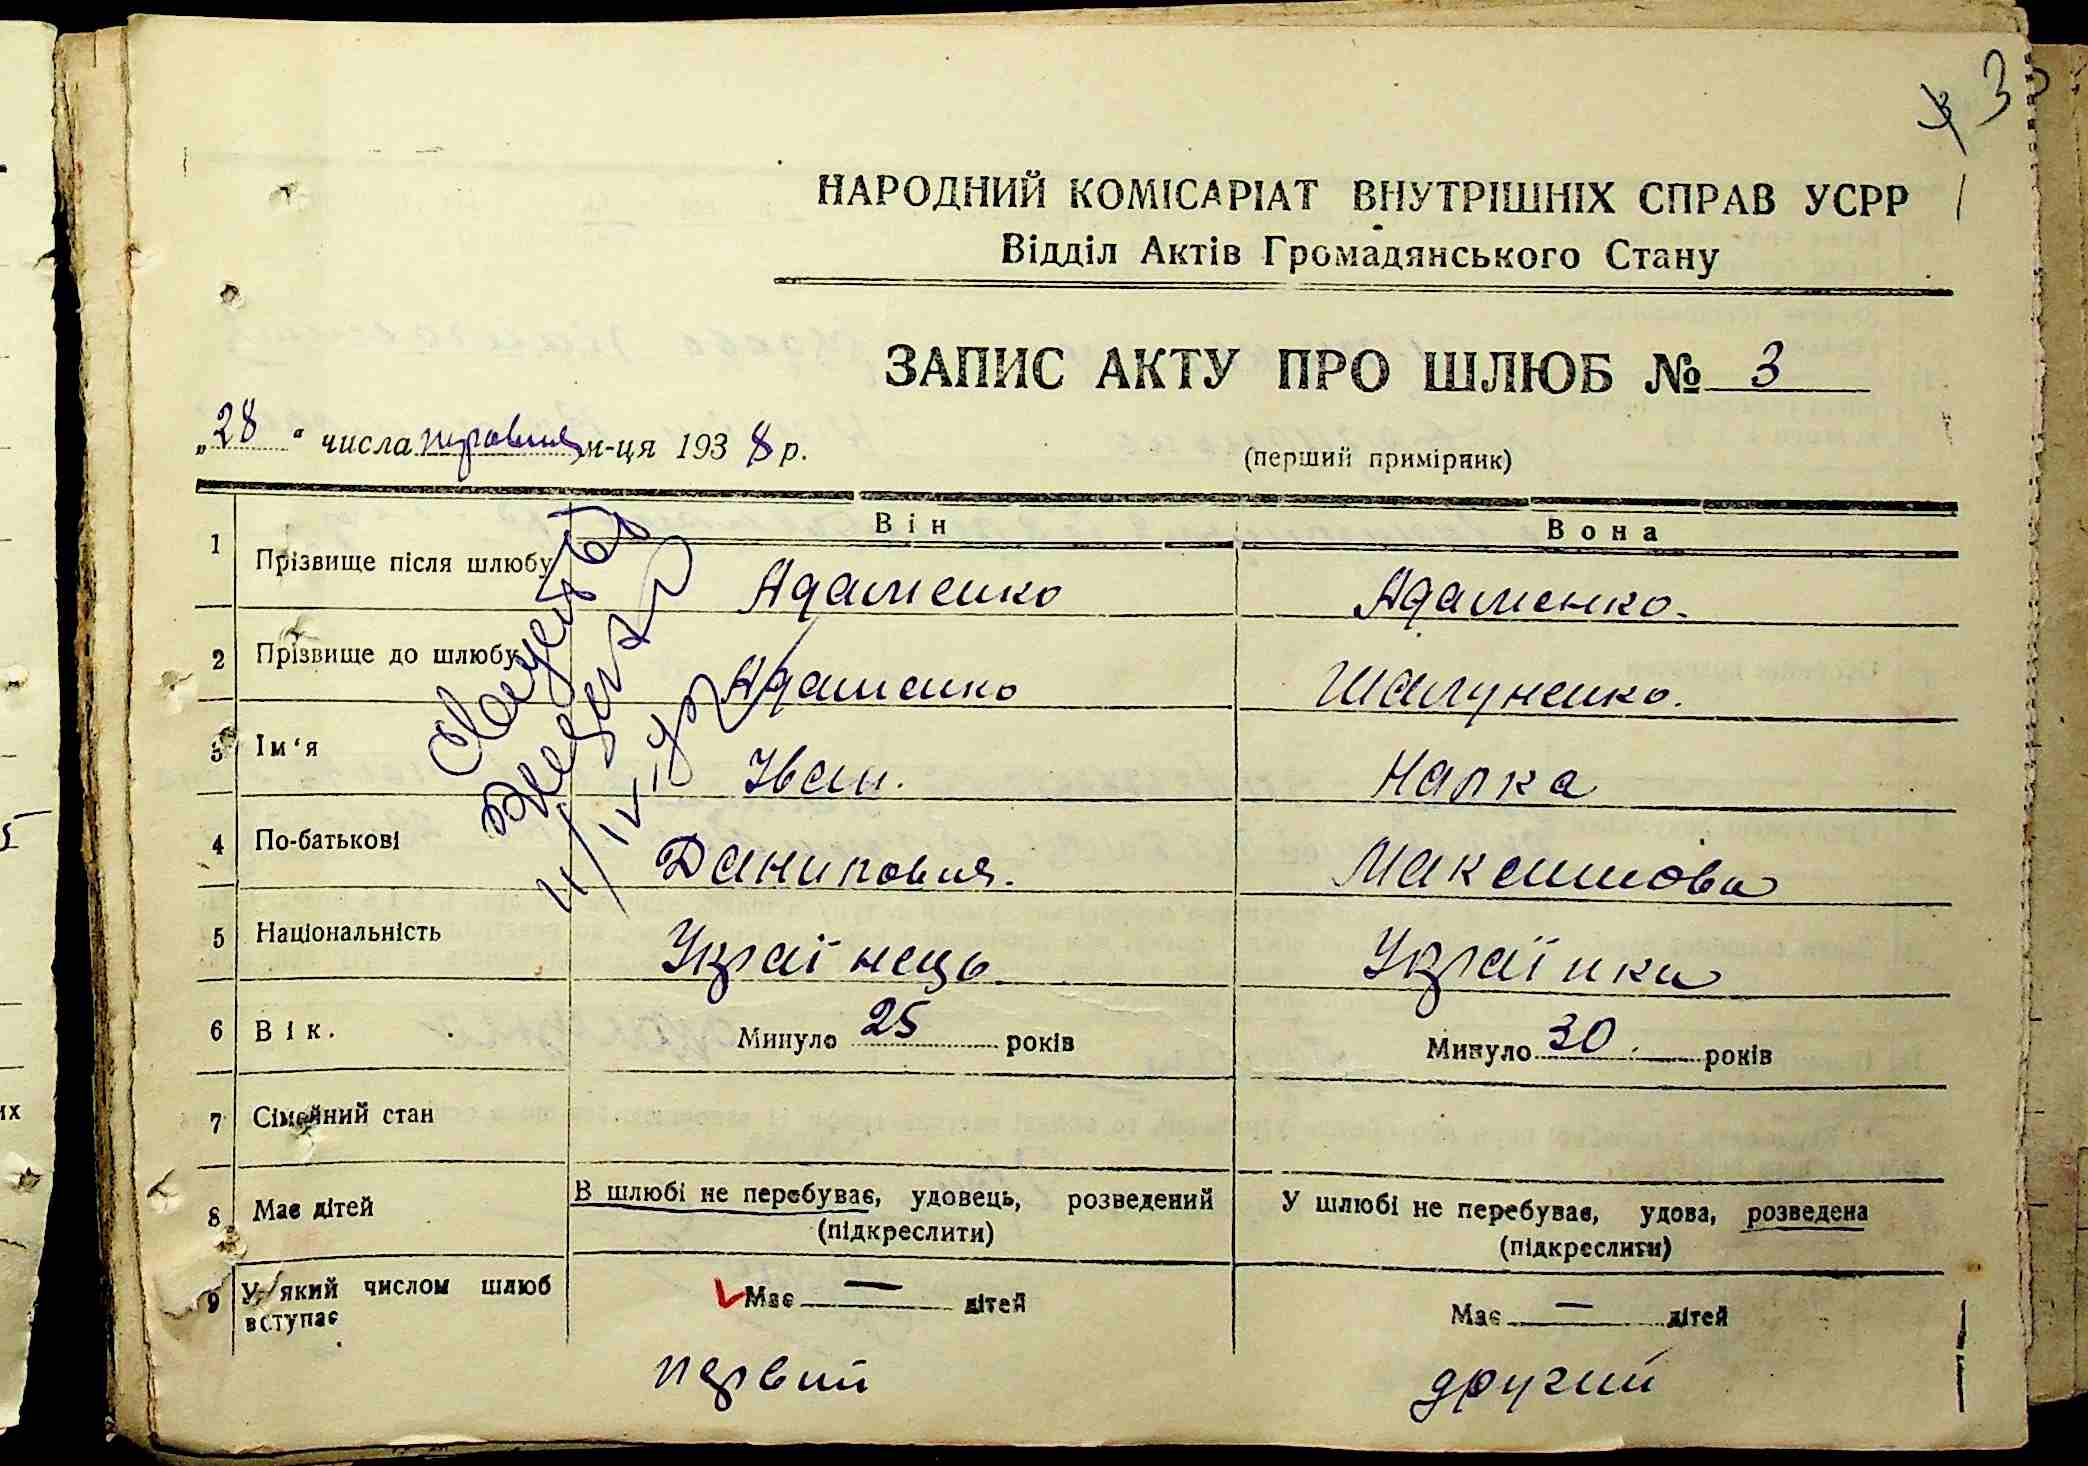 3
НАРОДНИЙ КОМІСАРІАТ ВНУТРІШНІХ СПРАВ УСРР
Відділ Актів Громадянського Стану
ЗАПИС АКТУ ПРО ШЛЮБ № 3
„28“ числа травня м-ця 1938 р.
(перший примірник)
Він Вона
1 Прізвище після шлюбу Адаменко Адаменко.
2 Прізвище до шлюбу Адаменко Шалуненко.
3 Ім'я Іван. Налка
4 По-батькові Данилович. Максимова
5 Національність Украінець Українка
6 Вік. Минуло 25 років Минуло 30. років
7 Сімейний стан
8 Має дітей В шлюбі не перебуває, удовець, розведений У шлюбі не перебуває, удова, розведена
(підкреслити) (підкреслити)
9 У який числом шлюб вступає Має — дітей Має — дітей
первий другий